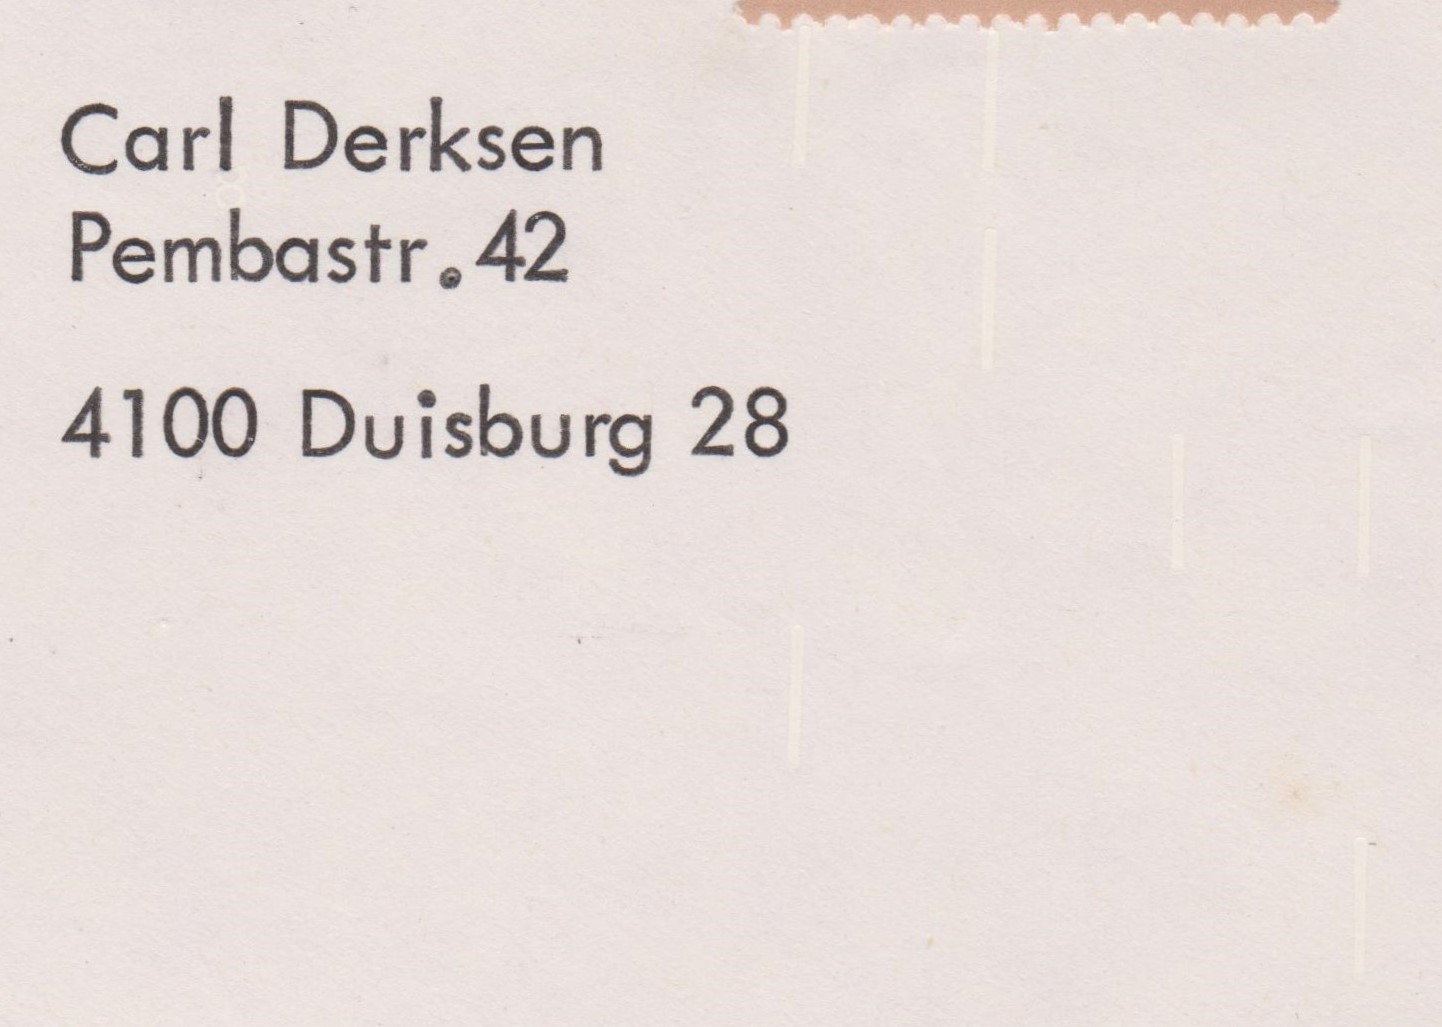 Carl Derksen
Pembastr. 42
4100 Duisburg 28